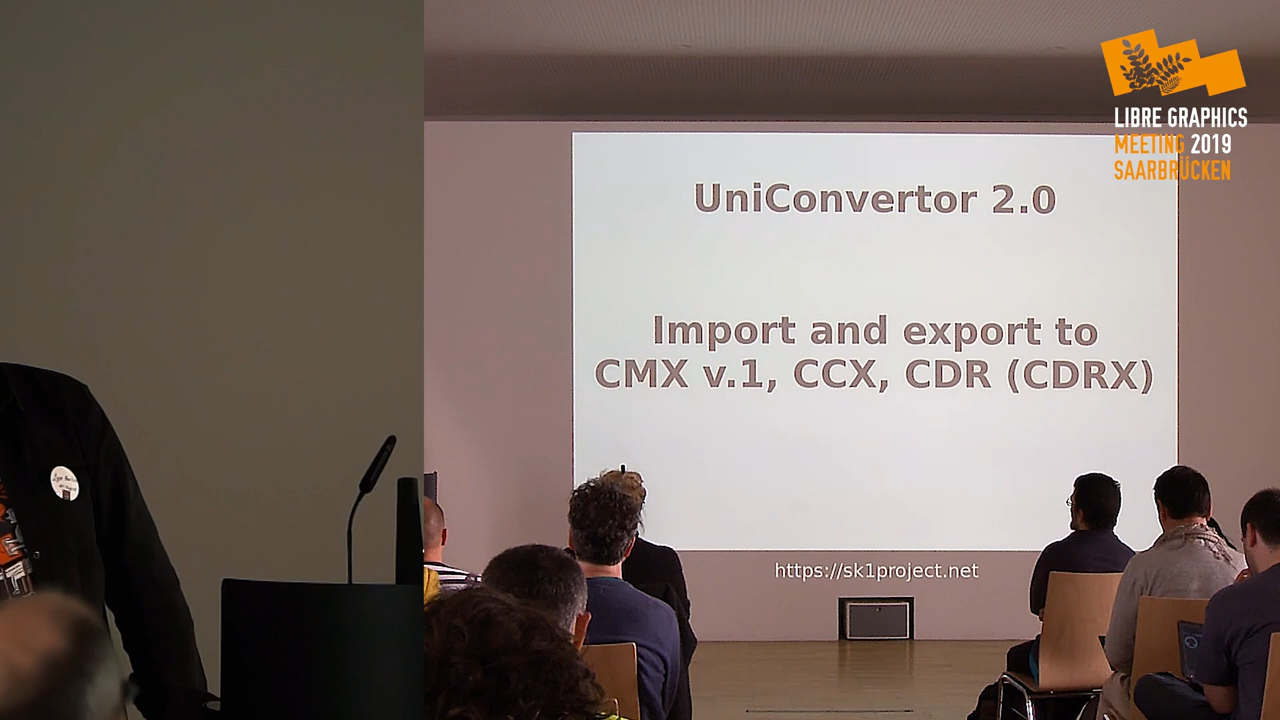 LIBRE GRAPHICS
MEETING 2019
SAARBRÜCKEN
UniConvertor 2.0
Import and export to
CMX v.1, CCX, CDR (CDRX)
https://sk1project.net